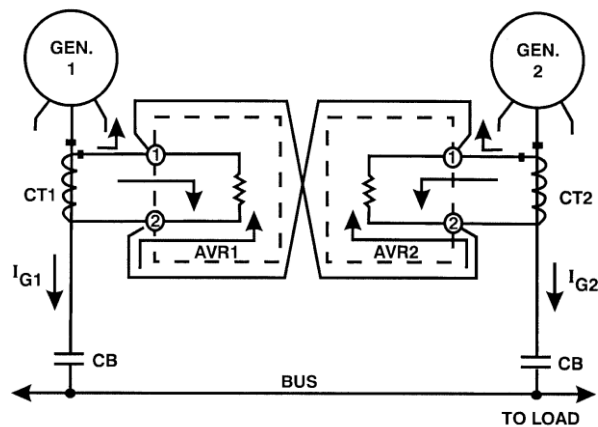 GEN.
1
GEN.
2
1
1
CT1
CT2
2
2
AVR1
AVR2
IG1
IG2
CB
CB
BUS
TO LOAD